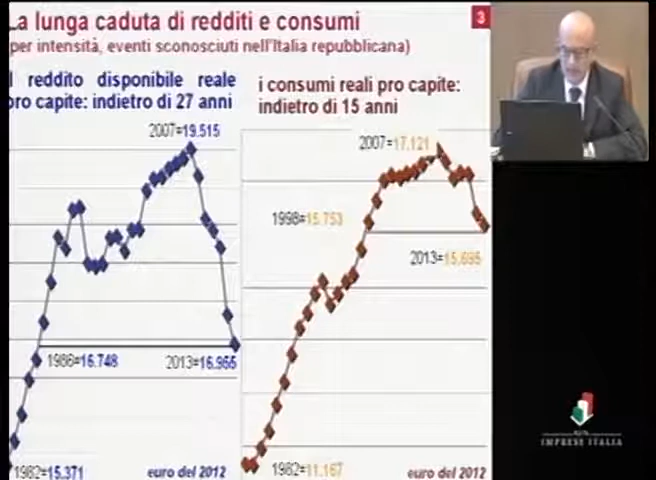 La lunga caduta di redditi e consumi
3
(per intensità, eventi sconosciuti nell'Italia repubblicana)
il reddito disponibile reale
pro capite: indietro di 27 anni
i consumi reali pro capite:
indietro di 15 anni
2007=19.515
1986=16.748
2013=16.955
1982=15.371
euro del 2012
2007=17.121
1998=15.753
2013=15.695
1982=11.167
euro del 2012
IMPRESE ITALIA